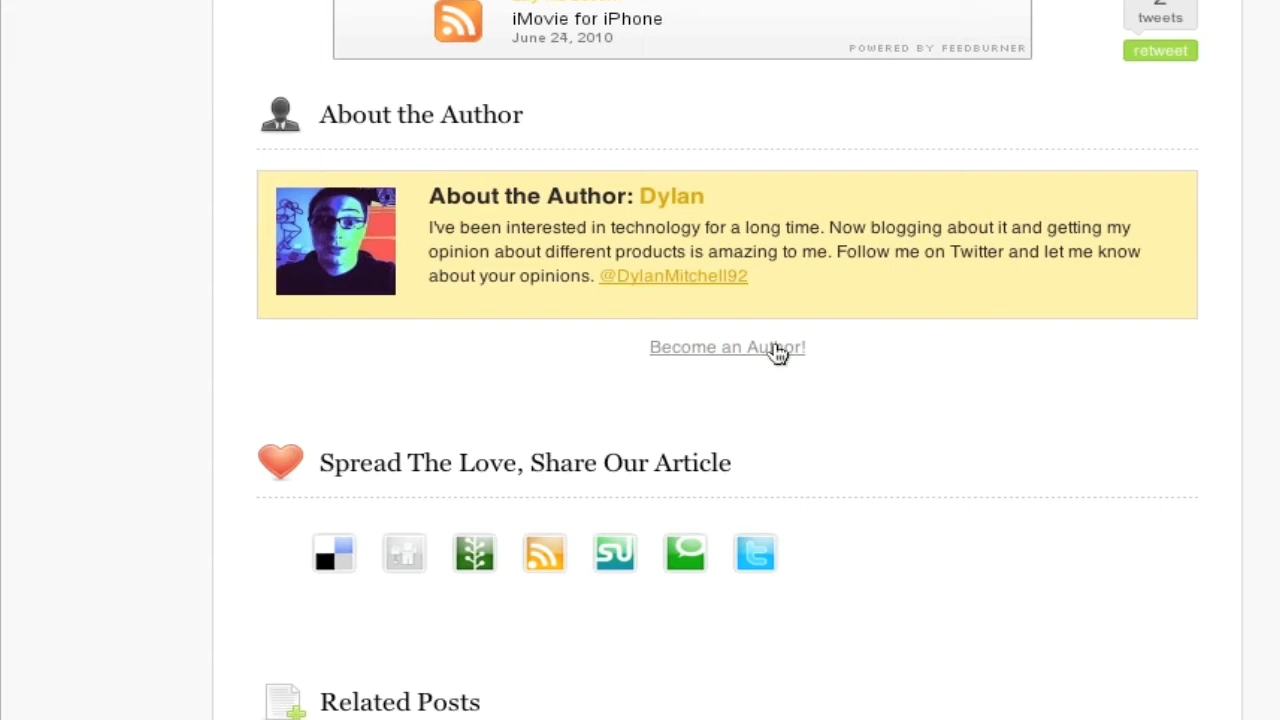 iMovie for iPhone
June 24, 2010
POWERED BY FEEDBURNER
tweets
retweet
About the Author
About the Author: Dylan
I've been interested in technology for a long time. Now blogging about it and getting my
opinion about different products is amazing to me. Follow me on Twitter and let me know
about your opinions. @DylanMitchell92
Become an Author!
Spread The Love, Share Our Article
Related Posts